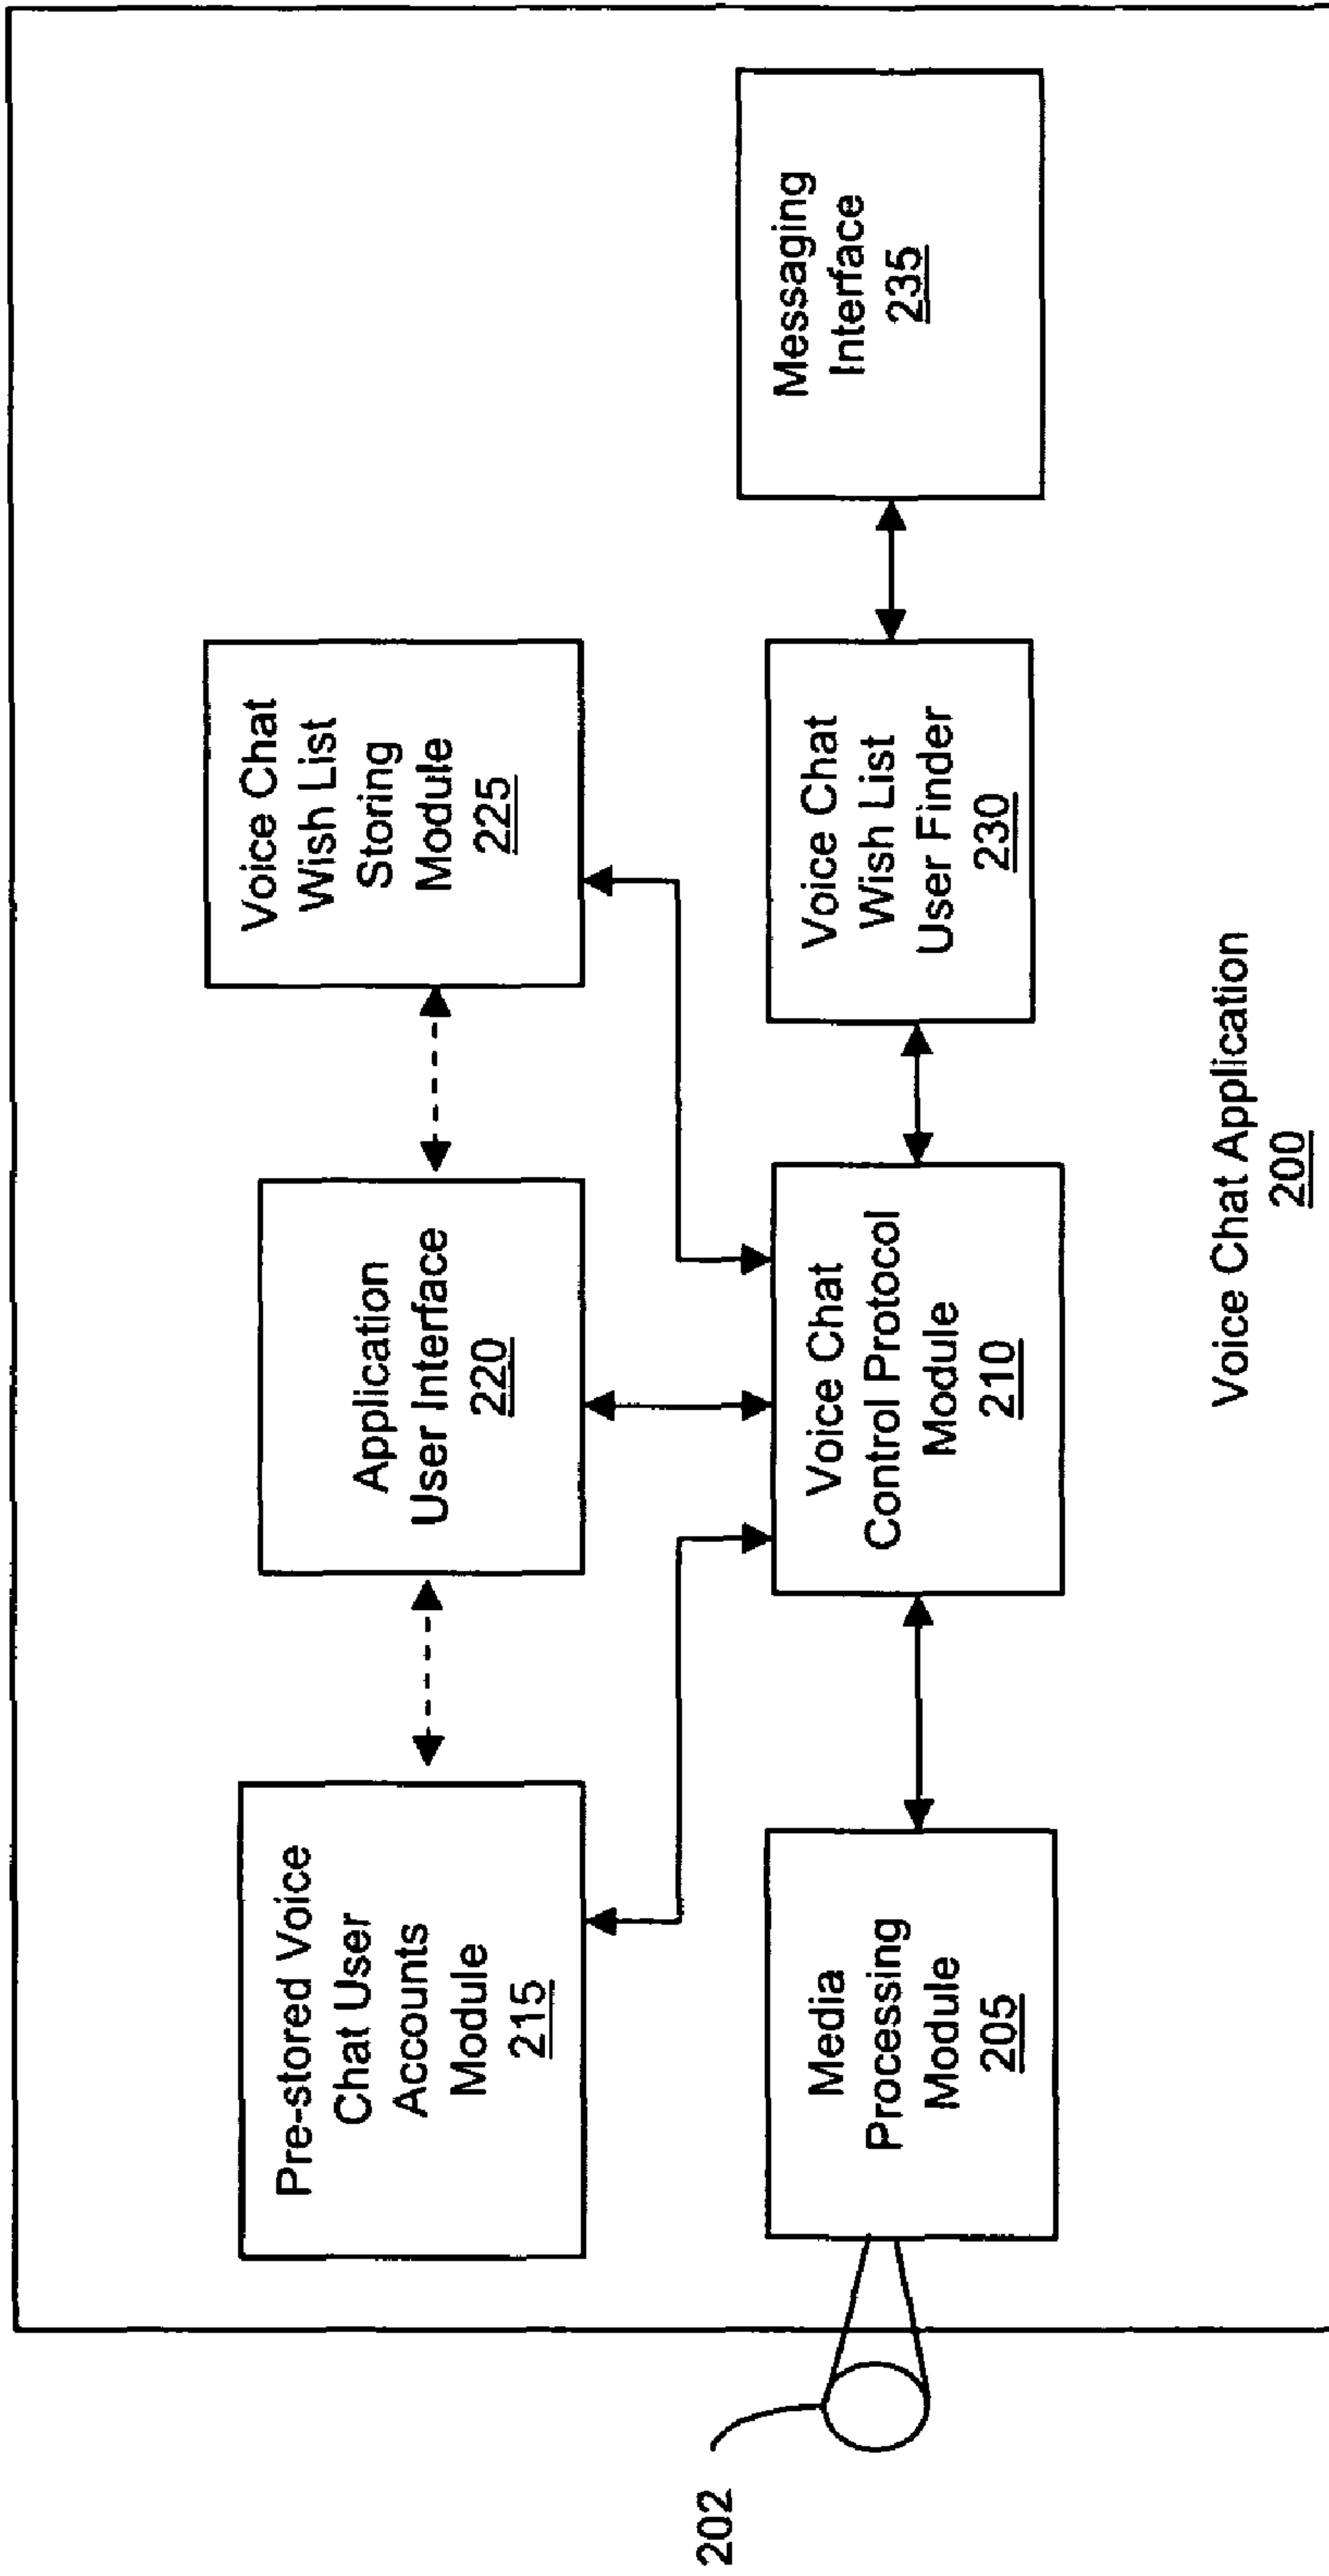 Pre-stored Voice
Chat User
Accounts
Module
215
Application
User Interface
220
Voice Chat
Wish List
Storing
Module
225
202
Media
Processing
Module
205
Voice Chat
Control Protocol
Module
210
Voice Chat
Wish List
User Finder
230
Messaging
Interface
235
Voice Chat Application
200